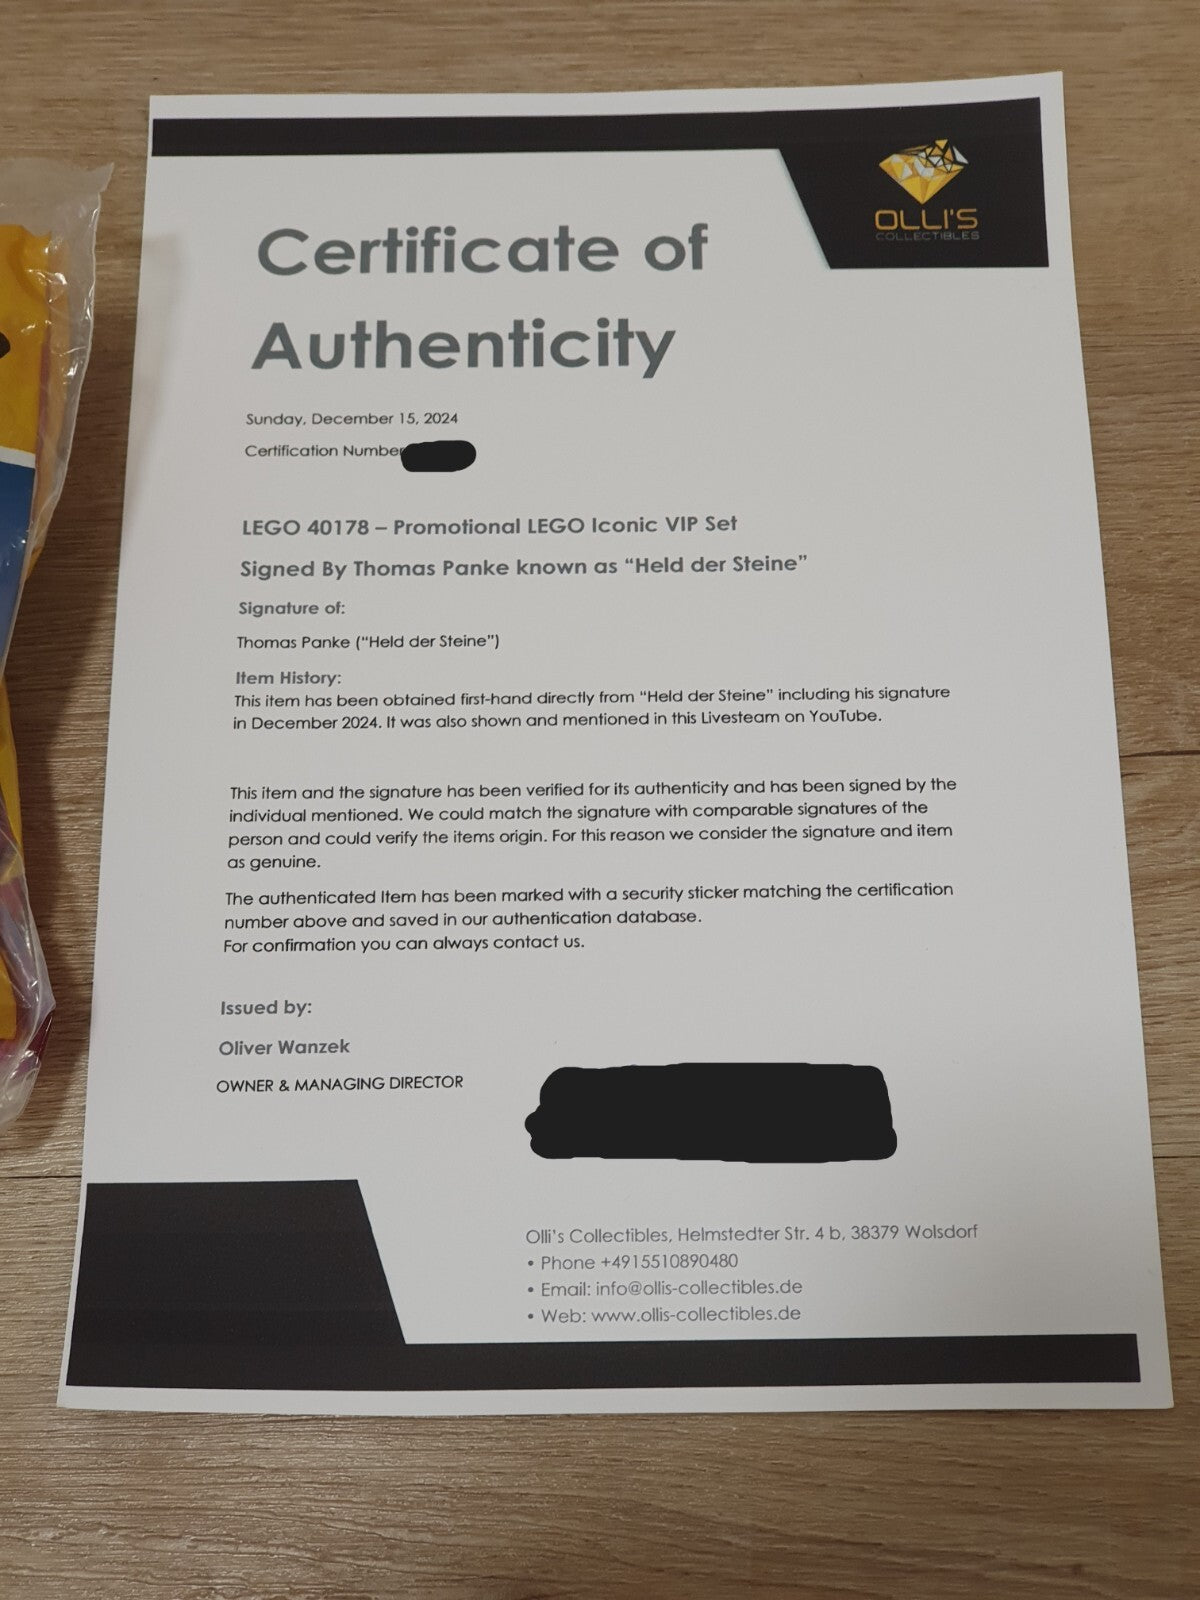 OLLI'S
COLLECTIBLES
Certificate of
Authenticity
Sunday, December 15, 2024
Certification Number
LEGO 40178 – Promotional LEGO Iconic VIP Set
Signed By Thomas Panke known as “Held der Steine”
Signature of:
Thomas Panke (“Held der Steine”)
Item History:
This item has been obtained first-hand directly from “Held der Steine” including his signature
in December 2024. It was also shown and mentioned in this Livesteam on YouTube.
This item and the signature has been verified for its authenticity and has been signed by the
individual mentioned. We could match the signature with comparable signatures of the
person and could verify the items origin. For this reason we consider the signature and item
as genuine.
The authenticated Item has been marked with a security sticker matching the certification
number above and saved in our authentication database.
For confirmation you can always contact us.
Issued by:
Oliver Wanzek
OWNER & MANAGING DIRECTOR
Olli's Collectibles, Helmstedter Str. 4 b, 38379 Wolsdorf
• Phone +4915510890480
• Email: info@ollis-collectibles.de
• Web: www.ollis-collectibles.de